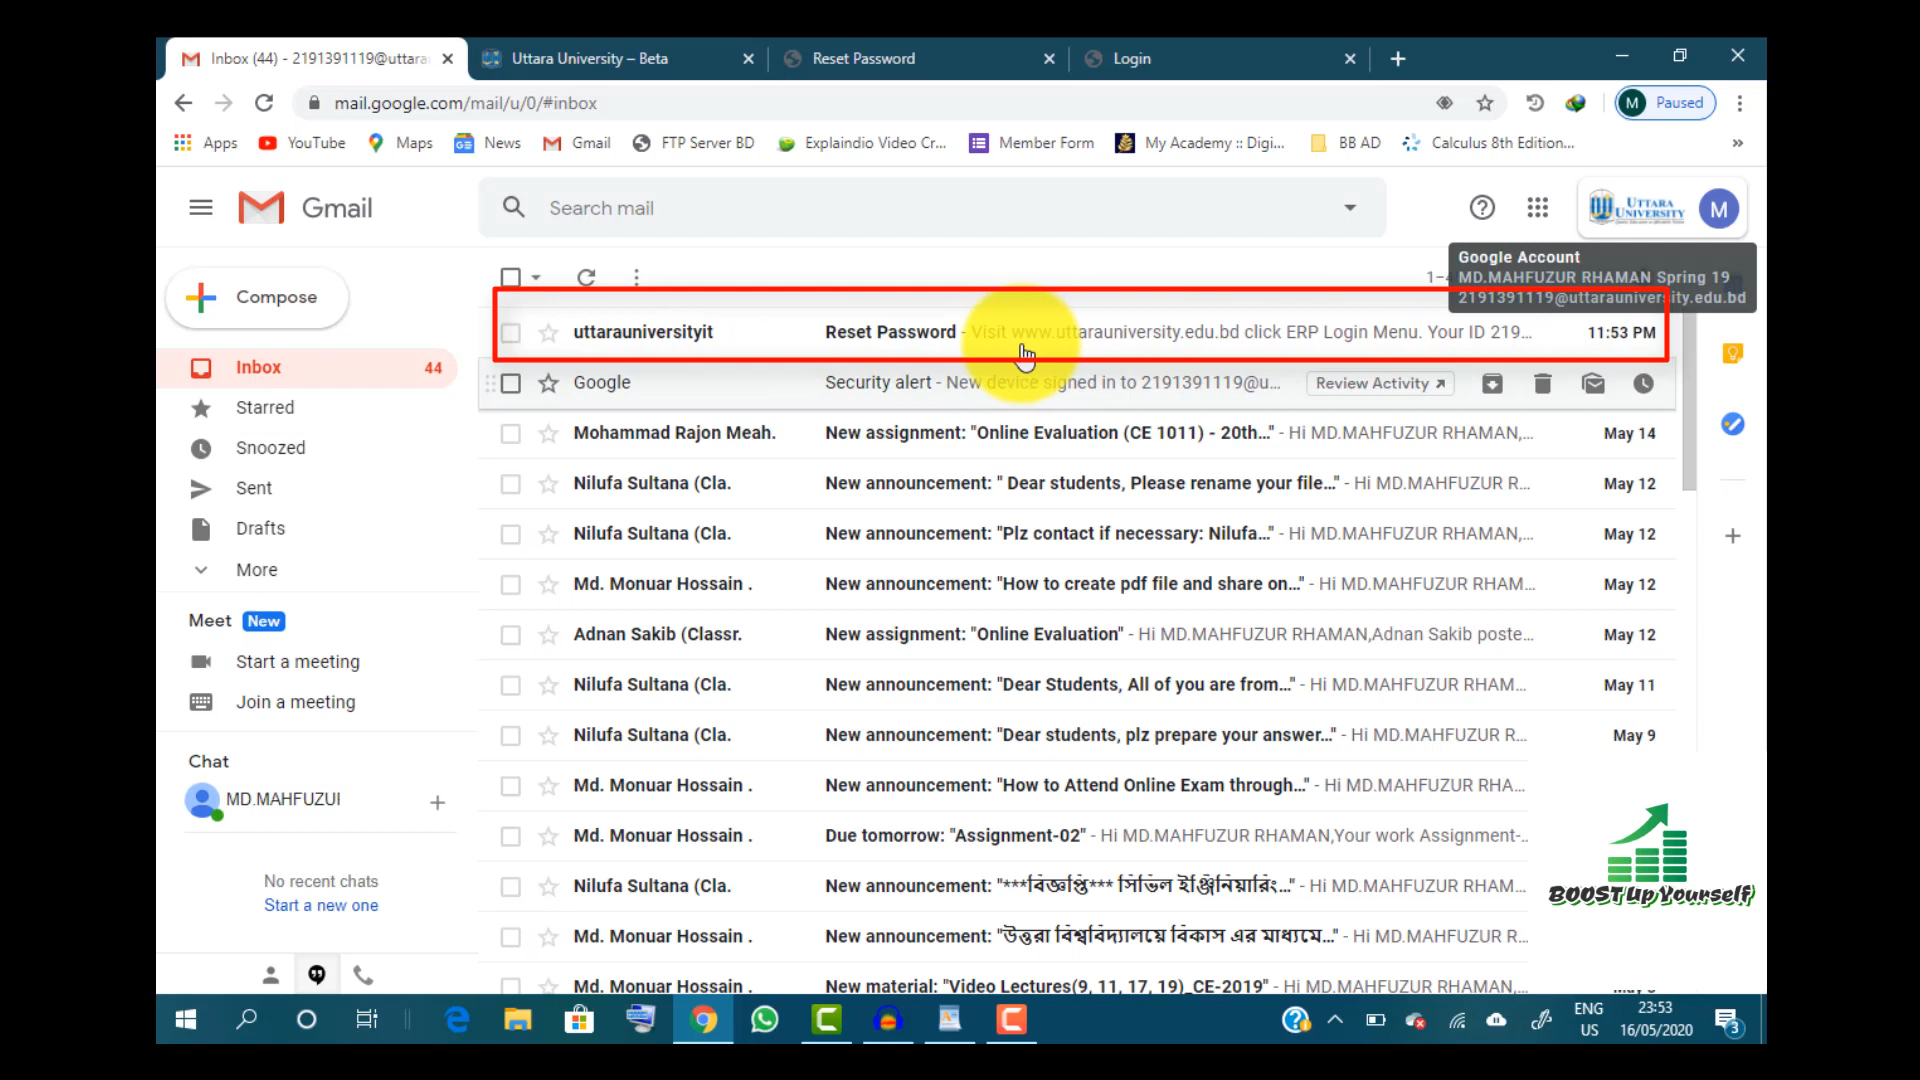 Inbox (44) - 2191391119@uttara
Uttara University – Beta
Reset Password
Login
mail.google.com/mail/u/0/#inbox
M Paused
Apps
YouTube
Maps
News
Gmail
FTP Server BD
Explaindio Video Cr...
Member Form
My Academy :: Digi...
BB AD
Calculus 8th Edition...
»
Gmail
Search mail
UTTARA UNIVERSITY
M
Google Account
MD.MAHFUZUR RHAMAN Spring 19
2191391119@uttarauniversity.edu.bd
Compose
Inbox 44
Starred
Snoozed
Sent
Drafts
More
Meet New
Start a meeting
Join a meeting
Chat
MD.MAHFUZUI
No recent chats
Start a new one
uttarauniversityit Reset Password - Visit www.uttarauniversity.edu.bd click ERP Login Menu. Your ID 219... 11:53 PM
Google Security alert - New device signed in to 2191391119@u... Review Activity
Mohammad Rajon Meah. New assignment: "Online Evaluation (CE 1011) - 20th..." - Hi MD.MAHFUZUR RHAMAN,... May 14
Nilufa Sultana (Cla. New announcement: " Dear students, Please rename your file..." - Hi MD.MAHFUZUR R... May 12
Nilufa Sultana (Cla. New announcement: "Plz contact if necessary: Nilufa..." - Hi MD.MAHFUZUR RHAMAN,... May 12
Md. Monuar Hossain . New announcement: "How to create pdf file and share on..." - Hi MD.MAHFUZUR RHAM... May 12
Adnan Sakib (Classr. New assignment: "Online Evaluation" - Hi MD.MAHFUZUR RHAMAN,Adnan Sakib poste... May 12
Nilufa Sultana (Cla. New announcement: "Dear Students, All of you are from..." - Hi MD.MAHFUZUR RHAM... May 11
Nilufa Sultana (Cla. New announcement: "Dear students, plz prepare your answer..." - Hi MD.MAHFUZUR R... May 9
Md. Monuar Hossain . New announcement: "How to Attend Online Exam through..." - Hi MD.MAHFUZUR RHA...
Md. Monuar Hossain . Due tomorrow: "Assignment-02" - Hi MD.MAHFUZUR RHAMAN,Your work Assignment-..
Nilufa Sultana (Cla. New announcement: "***বিজ্ঞপ্তি*** সিভিল ইঞ্জিনিয়ারিং..." - Hi MD.MAHFUZUR RHAM...
Md. Monuar Hossain . New announcement: "উত্তরা বিশ্ববিদ্যালয়ে বিকাস এর মাধ্যমে..." - Hi MD.MAHFUZUR R...
Md. Monuar Hossain . New material: "Video Lectures(9, 11, 17, 19)_CE-2019" - Hi MD.MAHFUZUR RHAMAN...
BOOST Up Yourself
ENG
US
23:53
16/05/2020
3